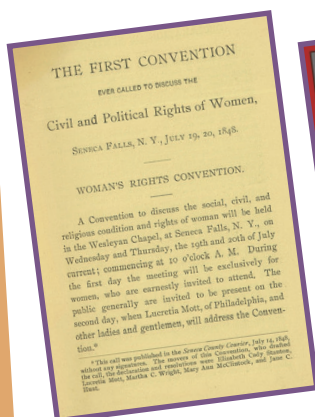 THE FIRST CONVENTION
EVER CALLED TO DISCUSS THE
Civil and Political Rights of Women,
SENECA FALLS, N. Y., JULY 19, 20, 1848.
WOMAN'S RIGHTS CONVENTION.
A Convention to discuss the social, civil, and
religious condition and rights of woman will be held
in the Wesleyan Chapel, at Seneca Falls, N. Y., on
Wednesday and Thursday, the 19th and 20th of July
current; commencing at 10 o'clock A. M. During
the first day the meeting will be exclusively for
women, who are earnestly invited to attend. The
public generally are invited to be present on the
second day, when Lucretia Mott, of Philadelphia, and
other ladies and gentlemen, will address the Conven-
tion.*
* This call was published in the Seneca County Courier, July 14, 1848,
without any signatures. The movers of this Convention, who drafted
the call, the declaration and resolutions were Elizabeth Cady Stanton,
Lucretia Mott, Martha C. Wright, Mary Ann McClintock, and Jane C.
Hunt.